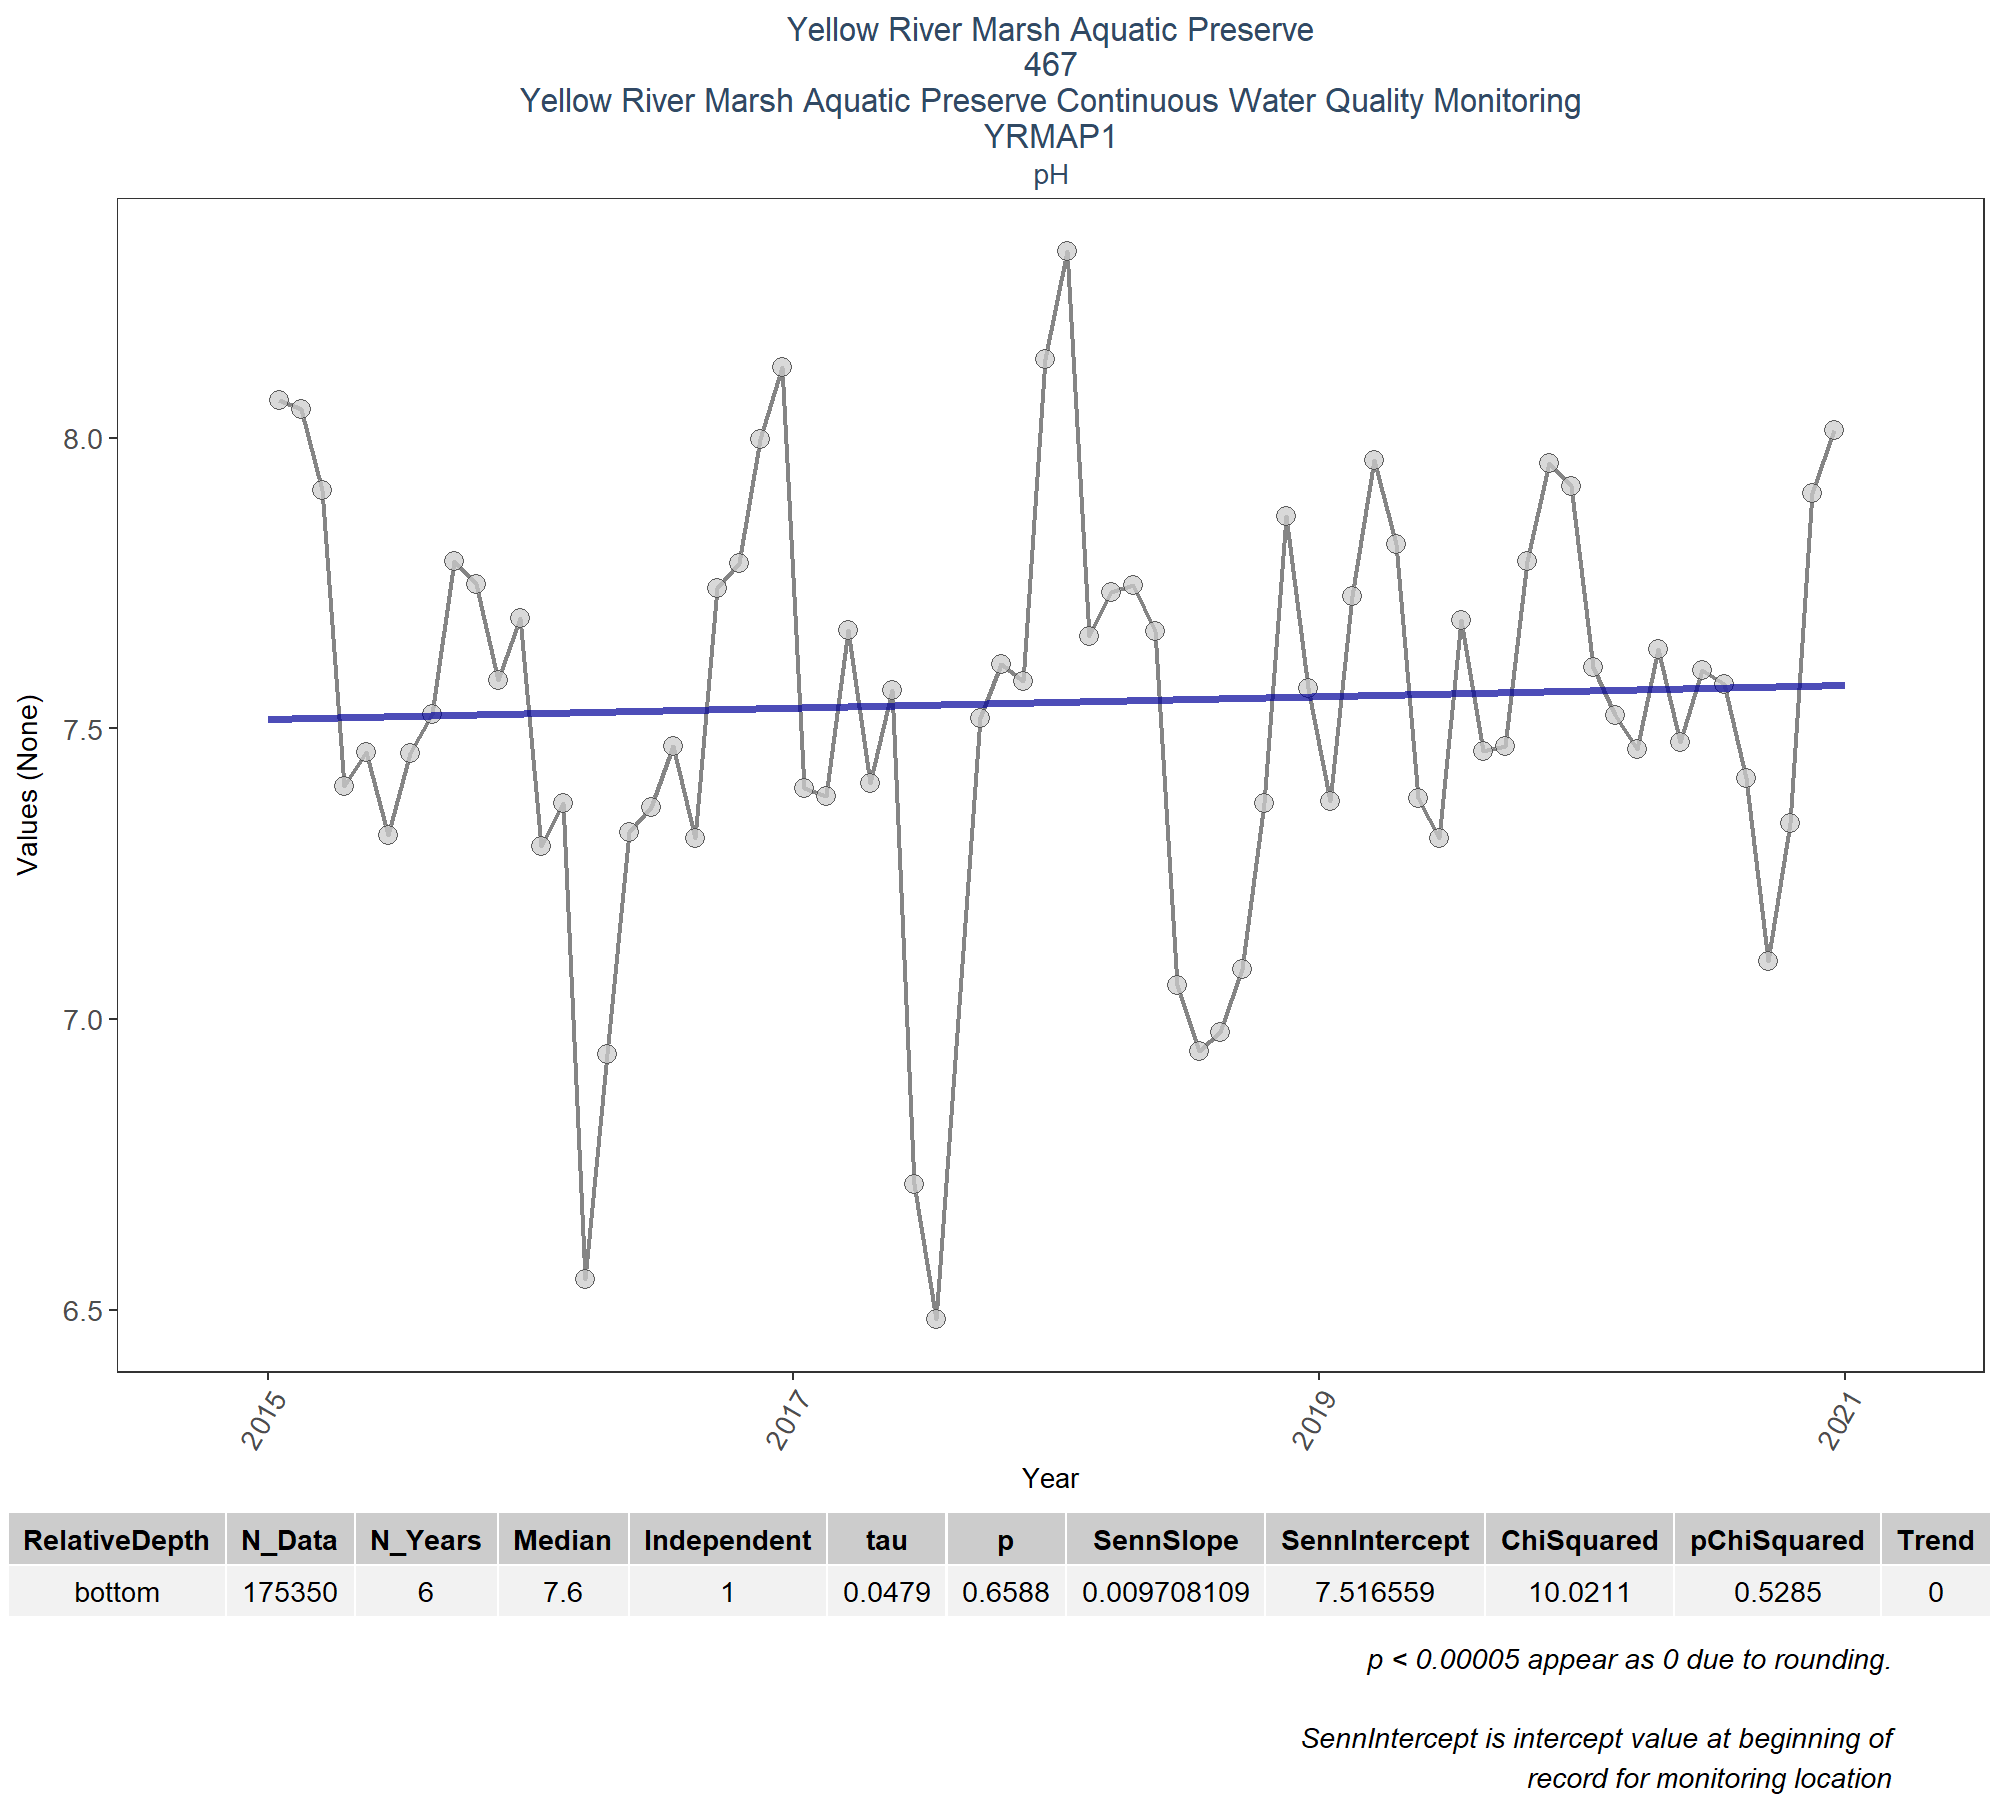 Yellow River Marsh Aquatic Preserve
467
Yellow River Marsh Aquatic Preserve Continuous Water Quality Monitoring
YRMAP1
pH
Values (None)
8.0
7.5
7.0
6.5
2015 2017 2019 2021
Year
RelativeDepth N_Data N_Years Median Independent tau p SennSlope SennIntercept ChiSquared pChiSquared Trend
bottom 175350 6 7.6 1 0.0479 0.6588 0.009708109 7.516559 10.0211 0.5285 0
p < 0.00005 appear as 0 due to rounding.
SennIntercept is intercept value at beginning of
record for monitoring location